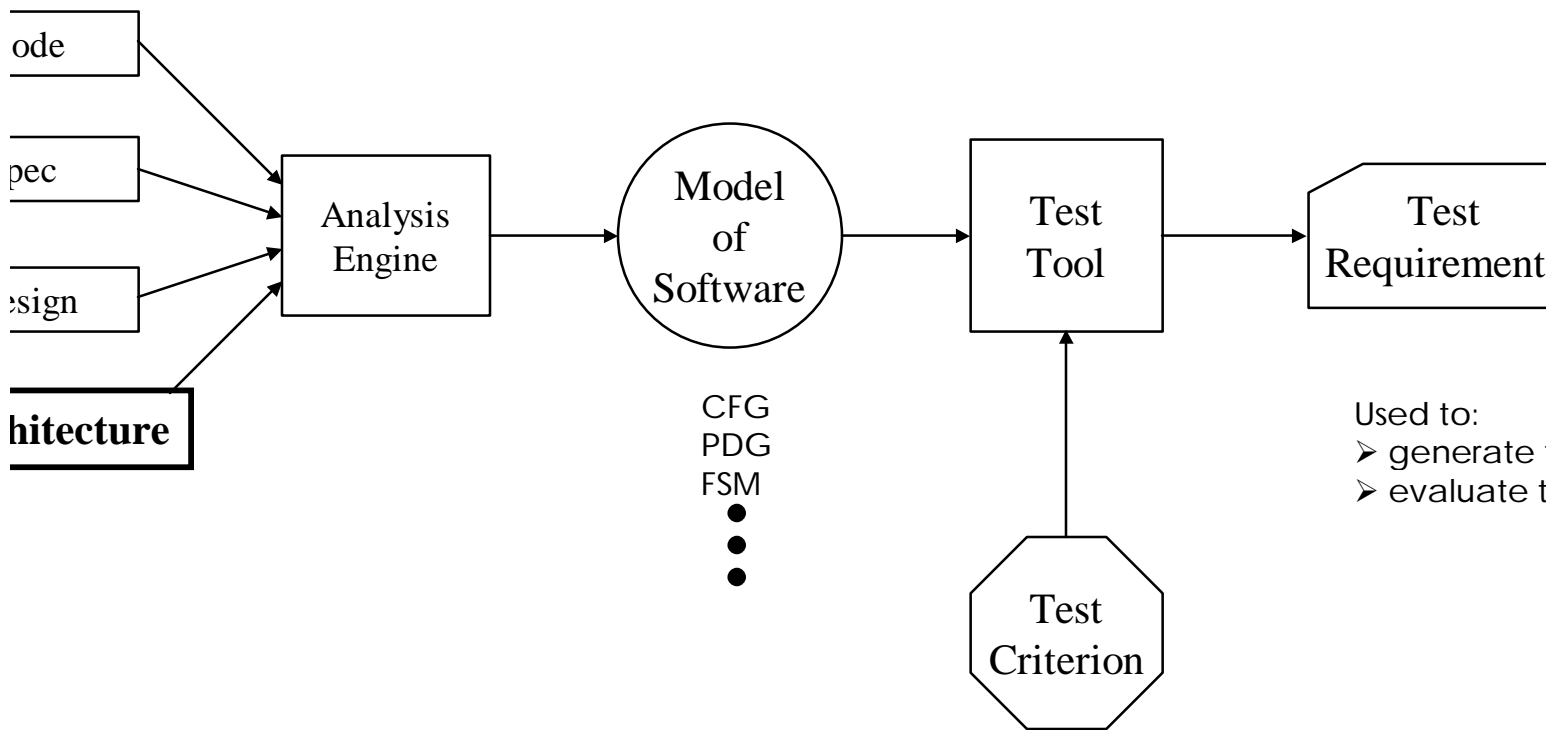 ode
pec
esign
hitecture
Analysis
Engine
Model
of
Software
CFG
PDG
FSM
Test
Tool
Test
Criterion
Test
Requirement
Used to:
➢ generate
➢ evaluate t